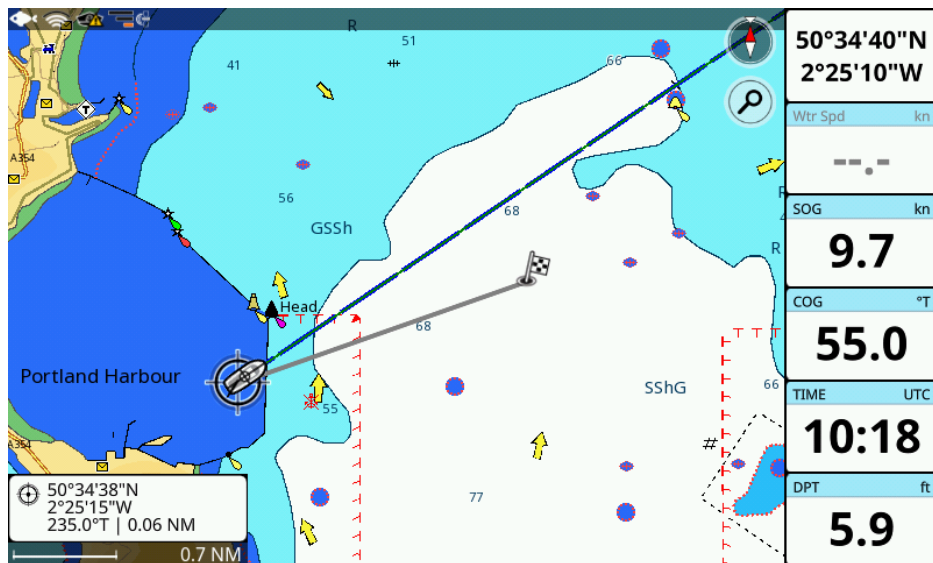 R
51
41
66
T
A354
56
68
GSSh
R
R
Head
68
Portland Harbour
SShG
66
55
A354
#
77
50°34'40"N
2°25'10"W
Wtr Spd kn
--.-
SOG kn
9.7
COG °T
55.0
TIME UTC
10:18
DPT ft
5.9
50°34'38"N
2°25'15"W
235.0°T | 0.06 NM
0.7 NM